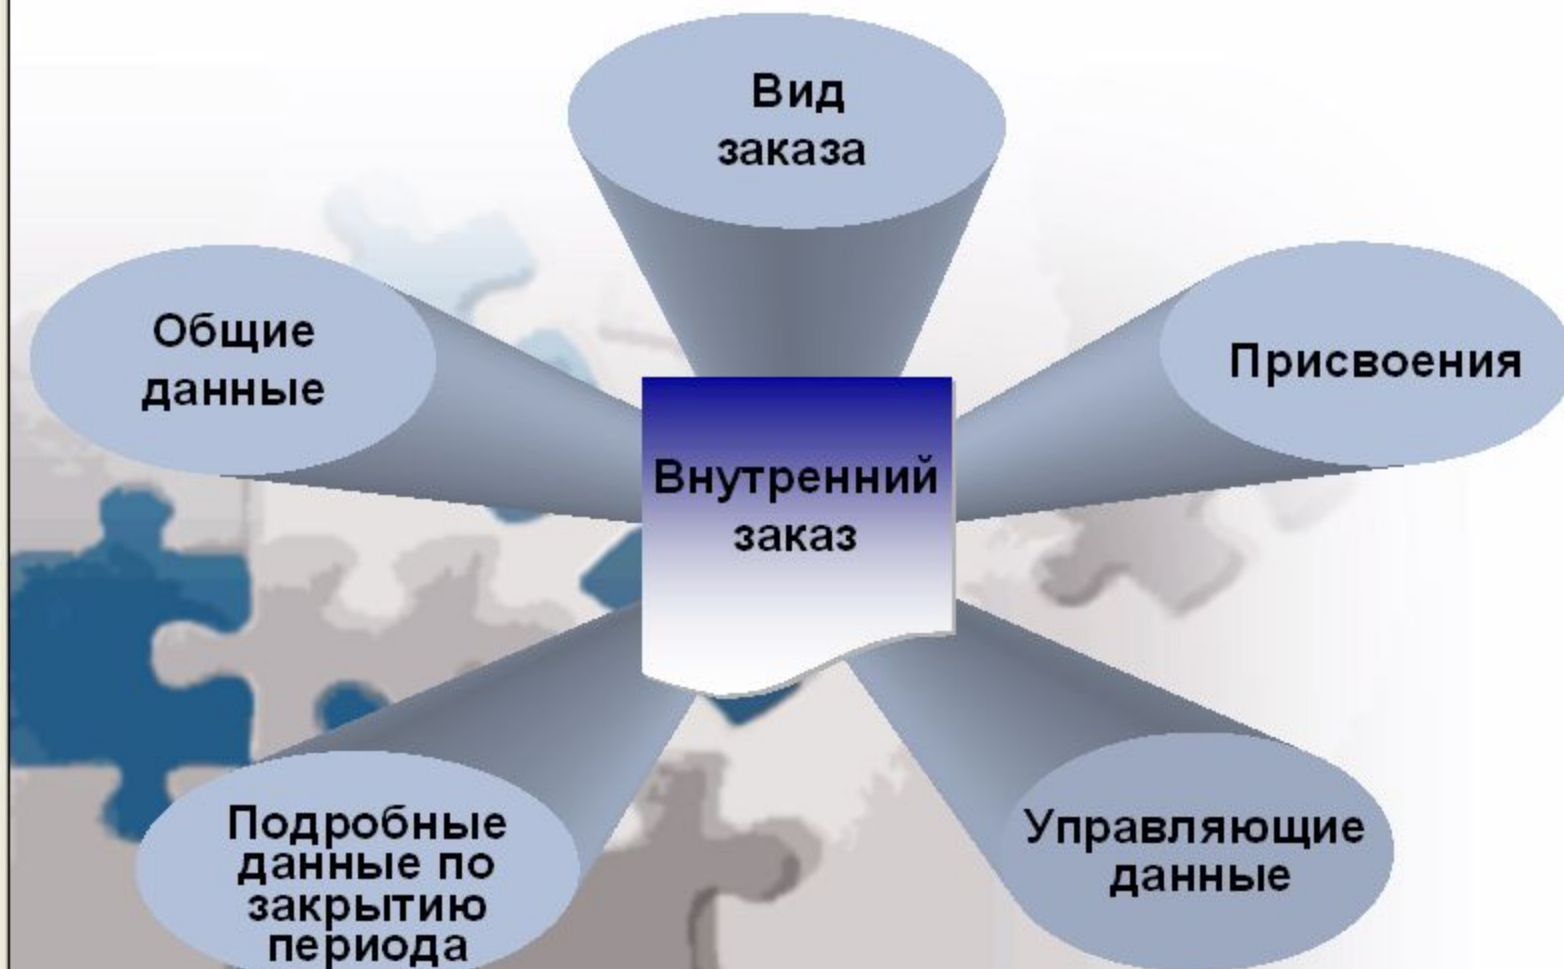 Вид
заказа
Общие
данные
Присвоения
Внутренний
заказ
Подробные
данные по
закрытию
периода
Управляющие
данные